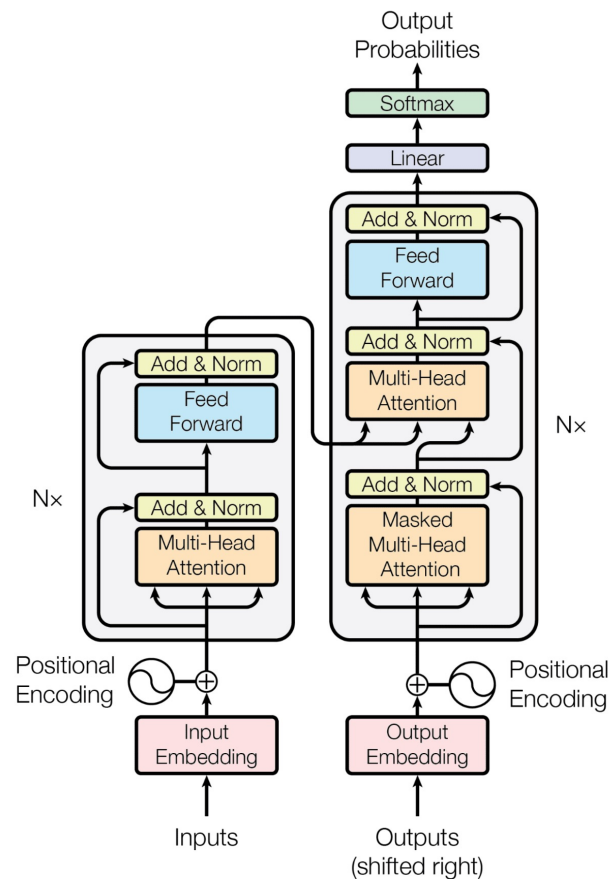 Output
Probabilities
Softmax
Linear
Add & Norm
Feed
Forward
Add & Norm
Multi-Head
Attention
Add & Norm
Masked
Multi-Head
Attention
N×
Add & Norm
Feed
Forward
Add & Norm
Multi-Head
Attention
N×
Positional
Encoding
Positional
Encoding
Input
Embedding
Output
Embedding
Inputs
Outputs
(shifted right)